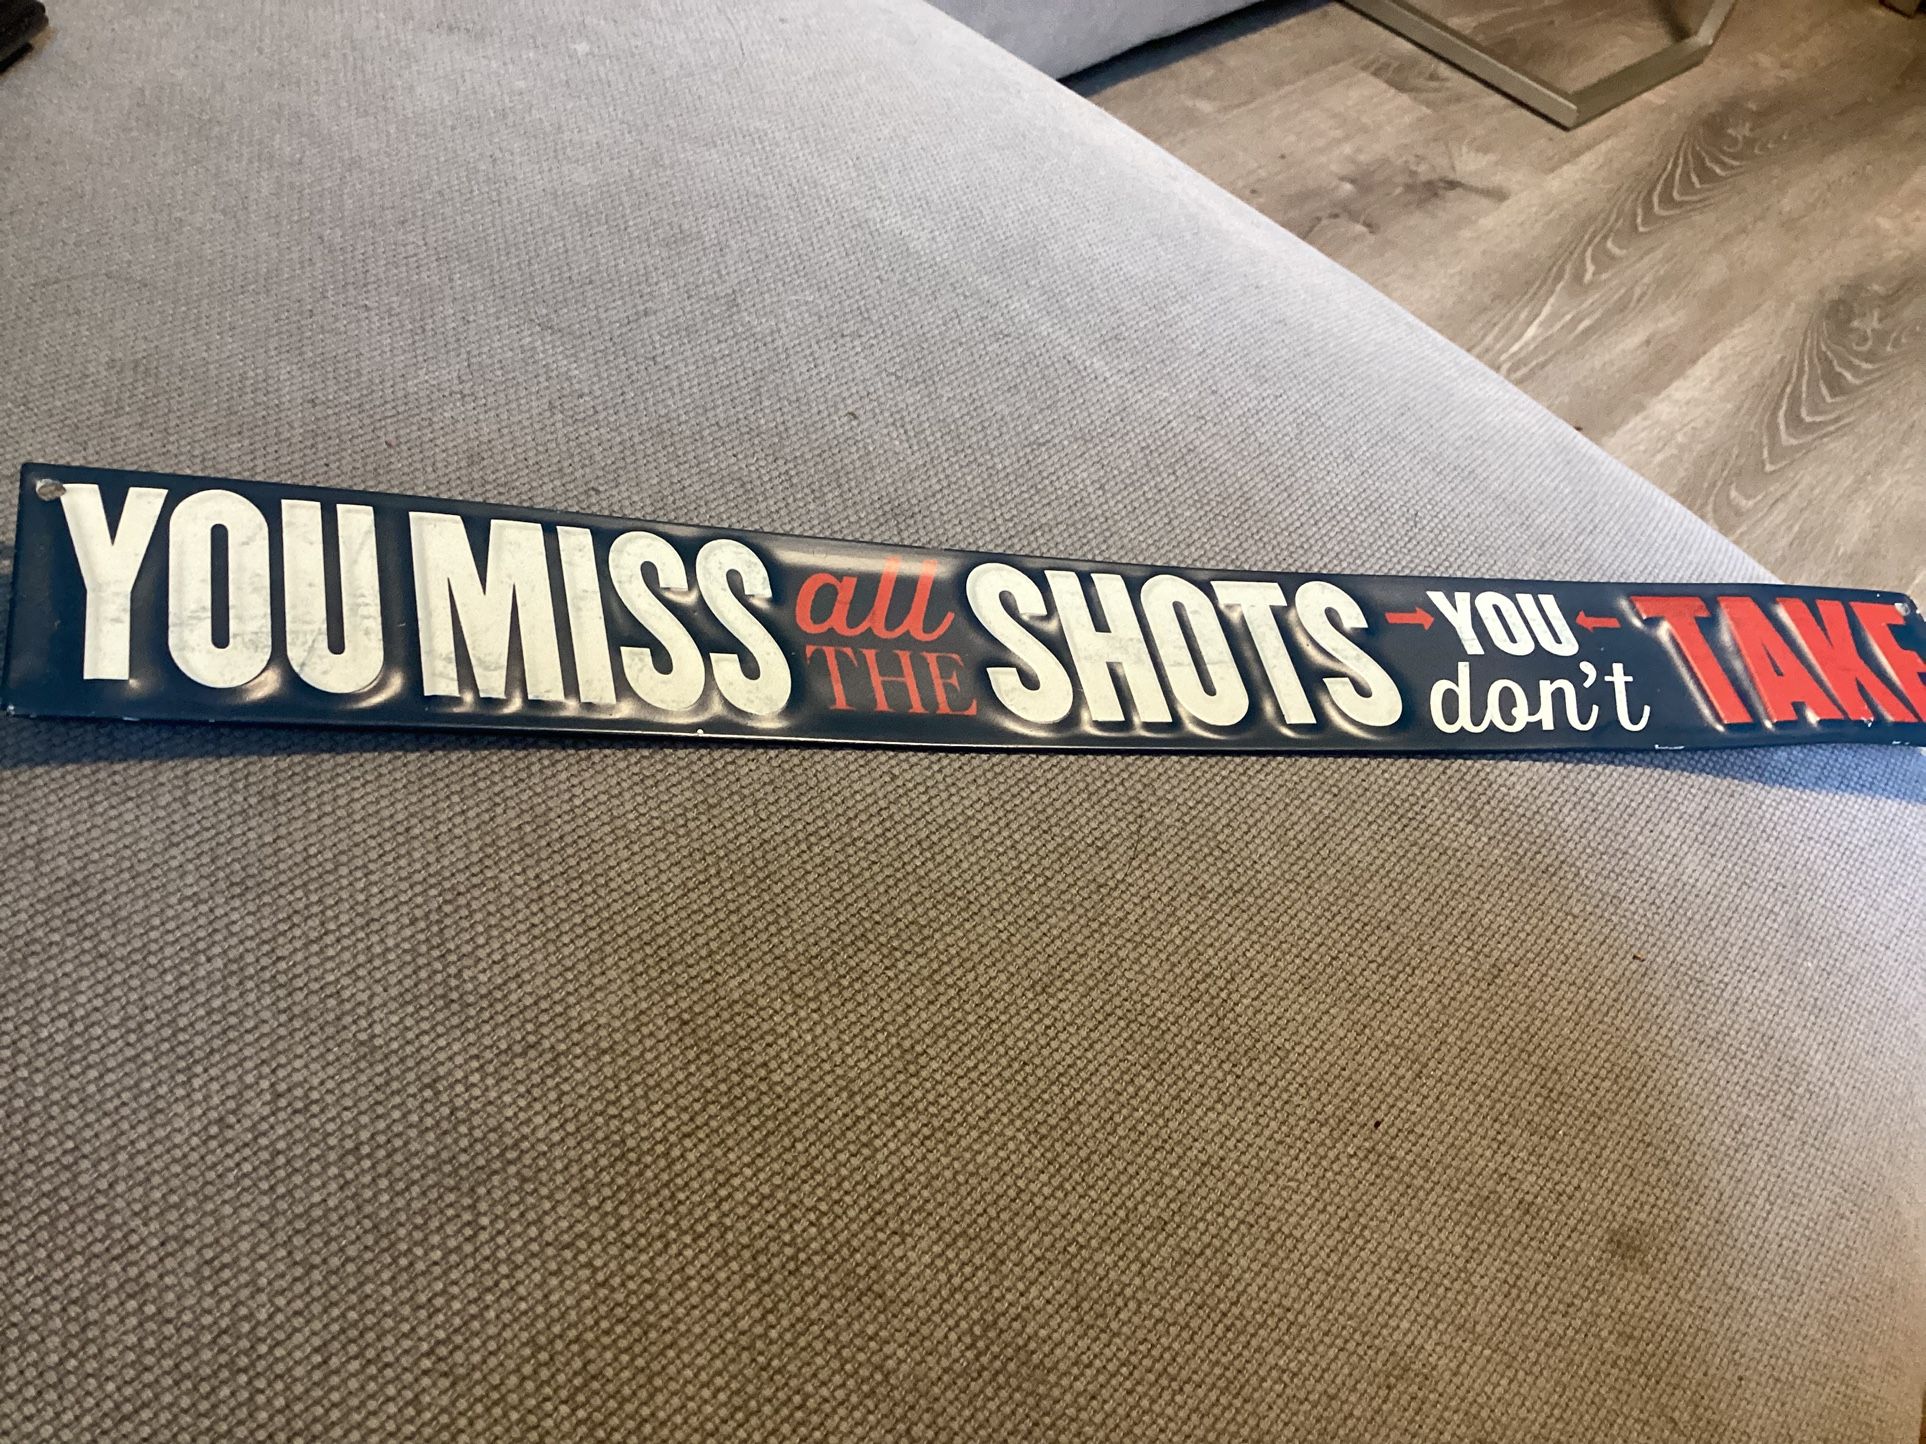 YOU MISS all THE SHOTS → YOU ← don't TAKE